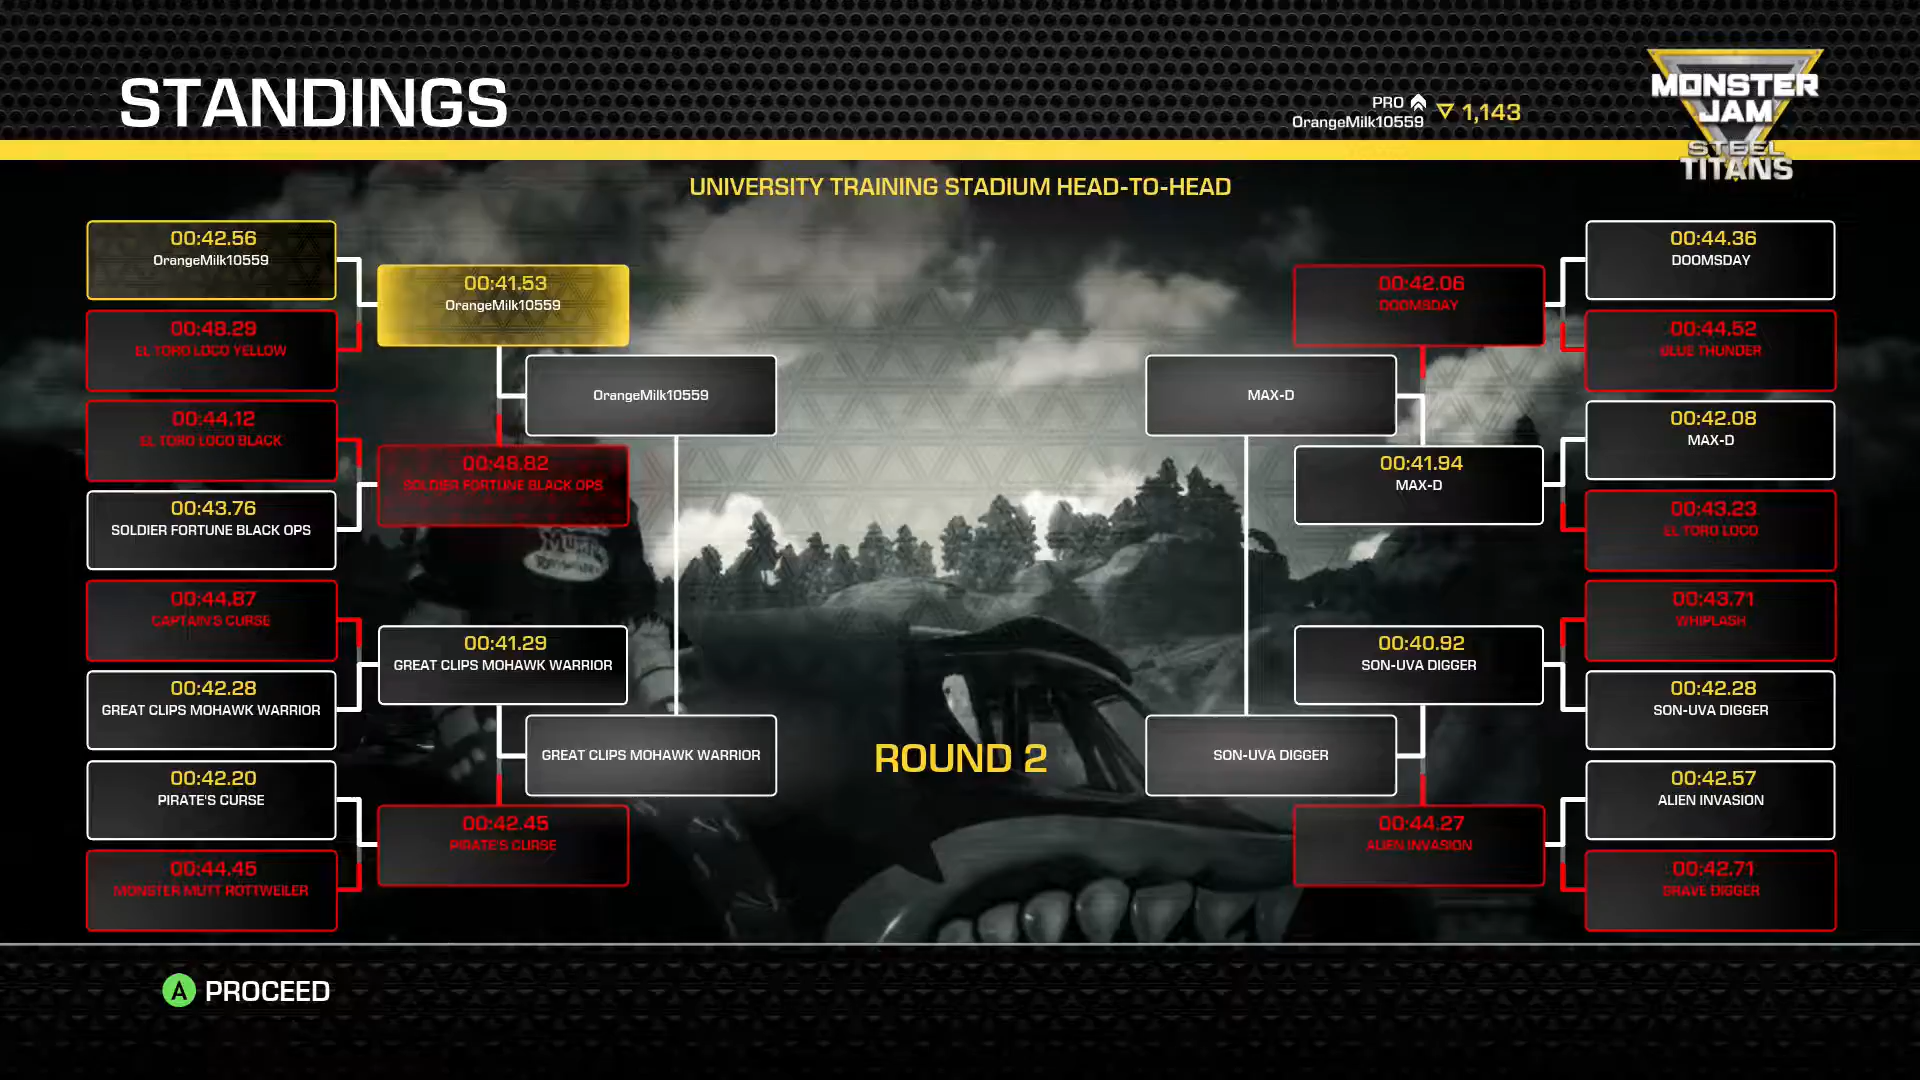 STANDINGS
PRO
OrangeMilk10559
1,143
MONSTER
JAM
STEEL
TITANS
UNIVERSITY TRAINING STADIUM HEAD-TO-HEAD
00:42.56
OrangeMilk10559
00:48.29
EL TORO LOCO YELLOW
00:44.12
EL TORO LOCO BLACK
00:43.76
SOLDIER FORTUNE BLACK OPS
00:44.87
CAPTAIN'S CURSE
00:42.28
GREAT CLIPS MOHAWK WARRIOR
00:42.20
PIRATE'S CURSE
00:44.45
MONSTER MUTT ROTTWEILER
00:41.53
OrangeMilk10559
00:48.82
SOLDIER FORTUNE BLACK OPS
00:41.29
GREAT CLIPS MOHAWK WARRIOR
00:42.45
PIRATE'S CURSE
OrangeMilk10559
GREAT CLIPS MOHAWK WARRIOR
ROUND 2
MAX-D
SON-UVA DIGGER
00:42.06
DOOMSDAY
00:41.94
MAX-D
00:40.92
SON-UVA DIGGER
00:44.27
ALIEN INVASION
00:44.36
DOOMSDAY
00:44.52
BLUE THUNDER
00:42.08
MAX-D
00:43.23
EL TORO LOCO
00:43.71
WHIPLASH
00:42.28
SON-UVA DIGGER
00:42.57
ALIEN INVASION
00:42.71
GRAVE DIGGER
A PROCEED